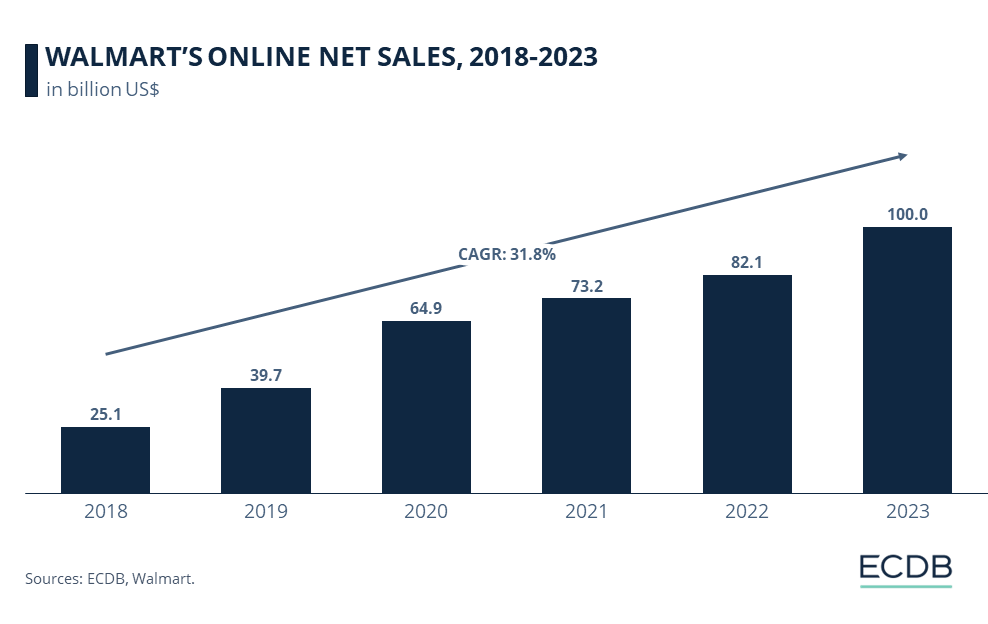 WALMART'S ONLINE NET SALES, 2018-2023
in billion US$
100.0
CAGR: 31.8%
82.1
73.2
64.9
39.7
25.1
2018 2019 2020 2021 2022 2023
ECDB
Sources: ECDB, Walmart.